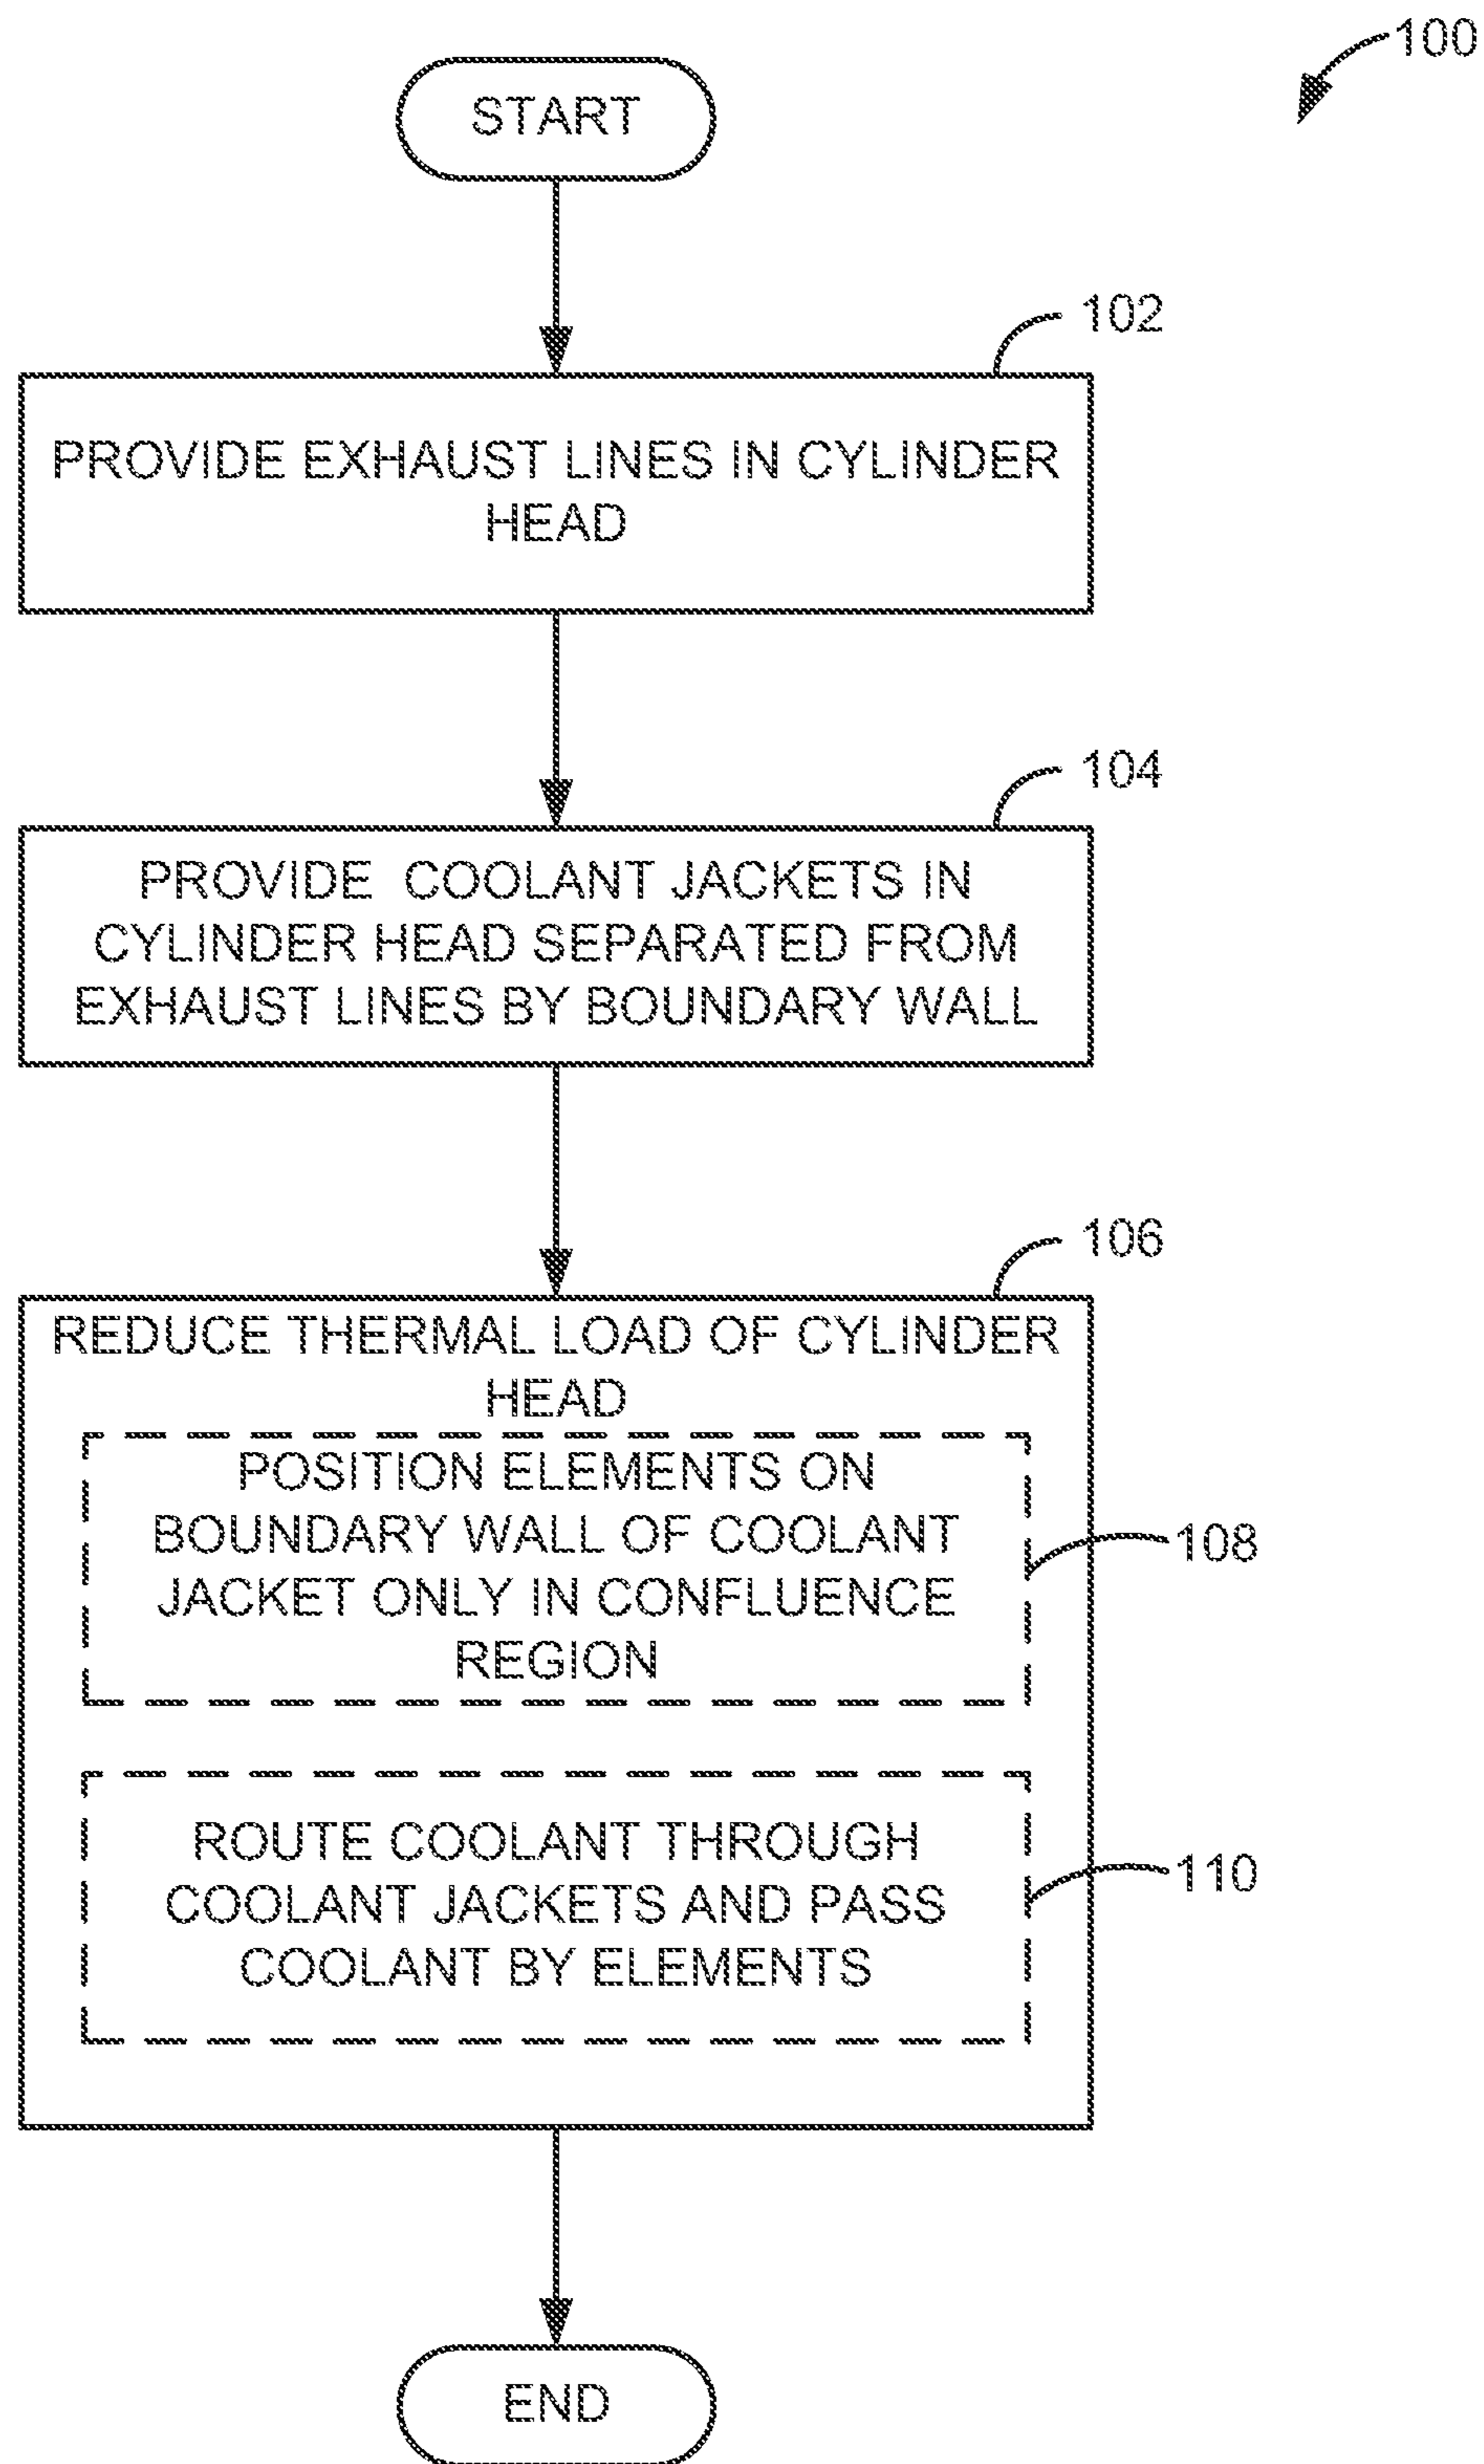 100
START
102
PROVIDE EXHAUST LINES IN CYLINDER
HEAD
104
PROVIDE COOLANT JACKETS IN
CYLINDER HEAD SEPARATED FROM
EXHAUST LINES BY BOUNDARY WALL
106
REDUCE THERMAL LOAD OF CYLINDER
HEAD
POSITION ELEMENTS ON
BOUNDARY WALL OF COOLANT
JACKET ONLY IN CONFLUENCE
REGION
108
ROUTE COOLANT THROUGH
COOLANT JACKETS AND PASS
COOLANT BY ELEMENTS
110
END